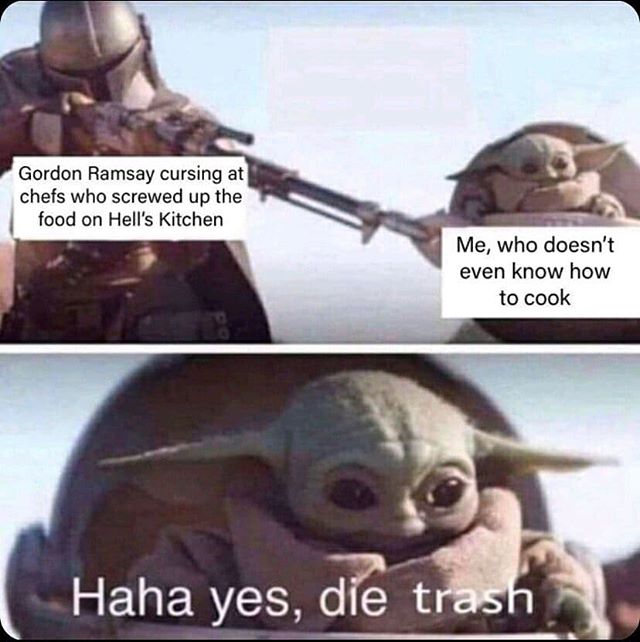 Gordon Ramsay cursing at
chefs who screwed up the
food on Hell's Kitchen
Me, who doesn't
even know how
to cook
Haha yes, die trash